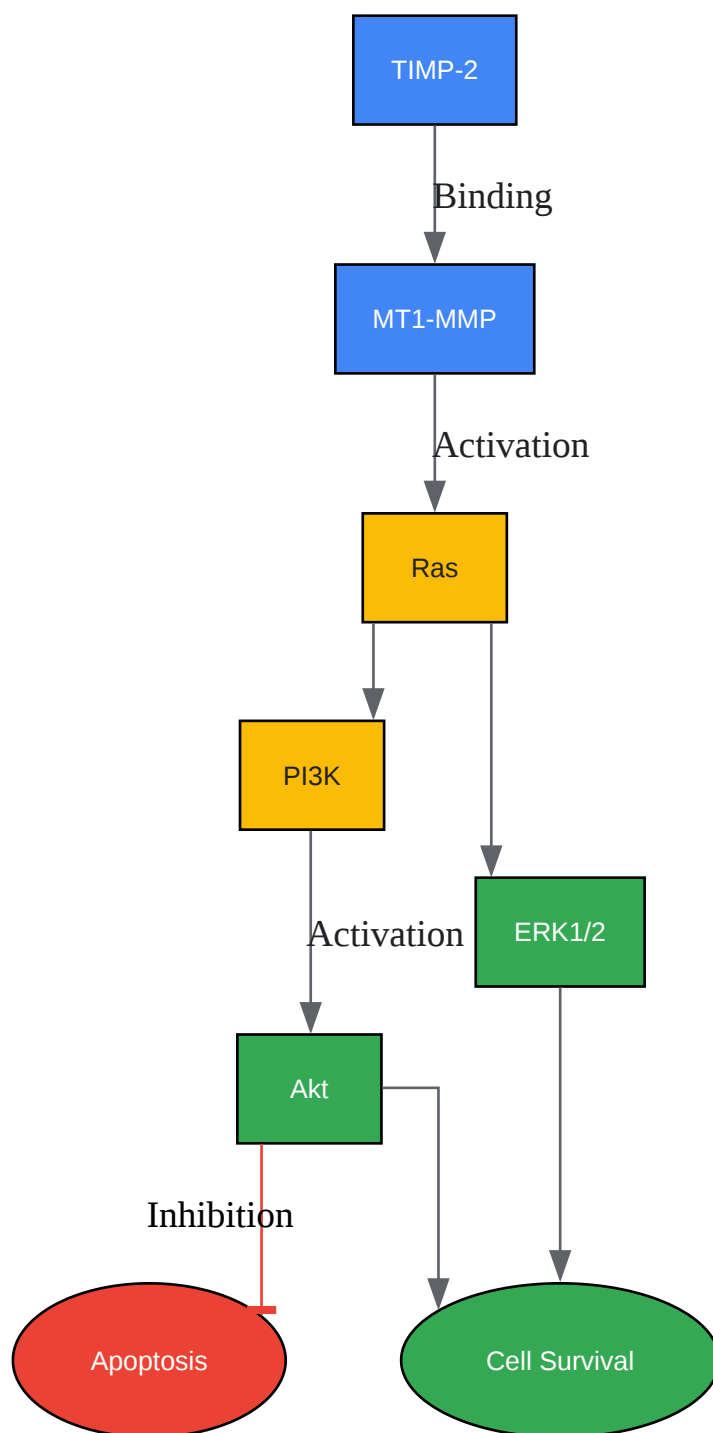 TIMP-2
Binding
MT1-MMP
Activation
Ras
PI3K
ERK1/2
Activation
Akt
Inhibition
Apoptosis
Cell Survival